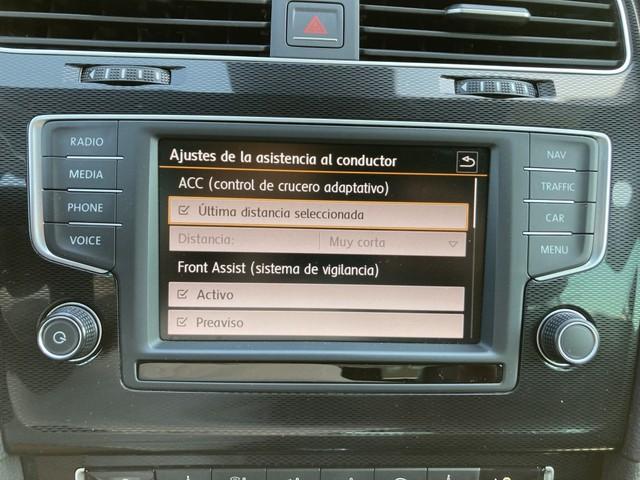 RADIO
MEDIA
PHONE
VOICE
Ajustes de la asistencia al conductor
ACC (control de crucero adaptativo)
Última distancia seleccionada
Distancia: Muy corta
Front Assist (sistema de vigilancia)
Activo
Preaviso
NAV
TRAFFIC
CAR
MENU